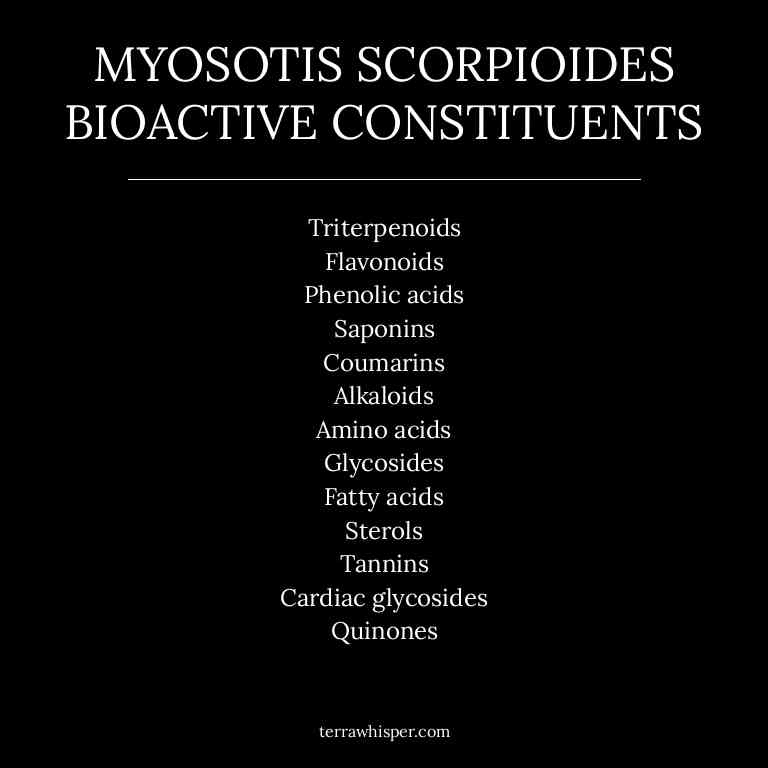 MYOSOTIS SCORPIOIDES
BIOACTIVE CONSTITUENTS
Triterpenoids
Flavonoids
Phenolic acids
Saponins
Coumarins
Alkaloids
Amino acids
Glycosides
Fatty acids
Sterols
Tannins
Cardiac glycosides
Quinones
terrawhisper.com